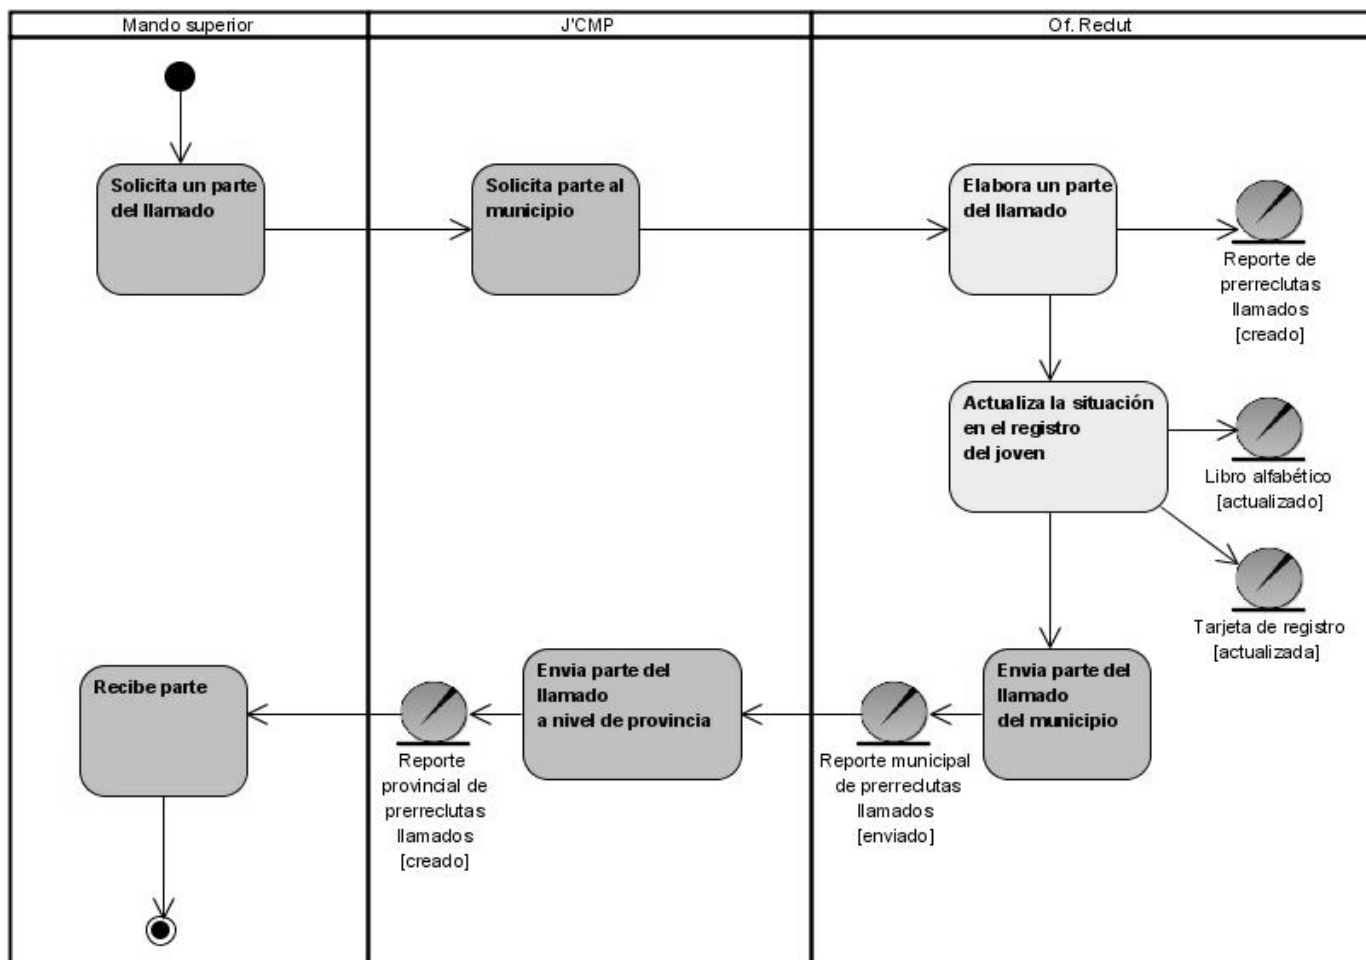 Mando superior
J'CMP
Of. Reclut
Solicita un parte
del llamado
Solicita parte al
municipio
Elabora un parte
del llamado
Reporte de
prerreclutas
llamados
[creado]
Actualiza la situación
en el registro
del joven
Libro alfabético
[actualizado]
Tarjeta de registro
[actualizada]
Recibe parte
Envia parte del
llamado
a nivel de provincia
Envia parte del
llamado
del municipio
Reporte
provincial de
prerreclutas
llamados
[creado]
Reporte municipal
de prerreclutas
llamados
[enviado]